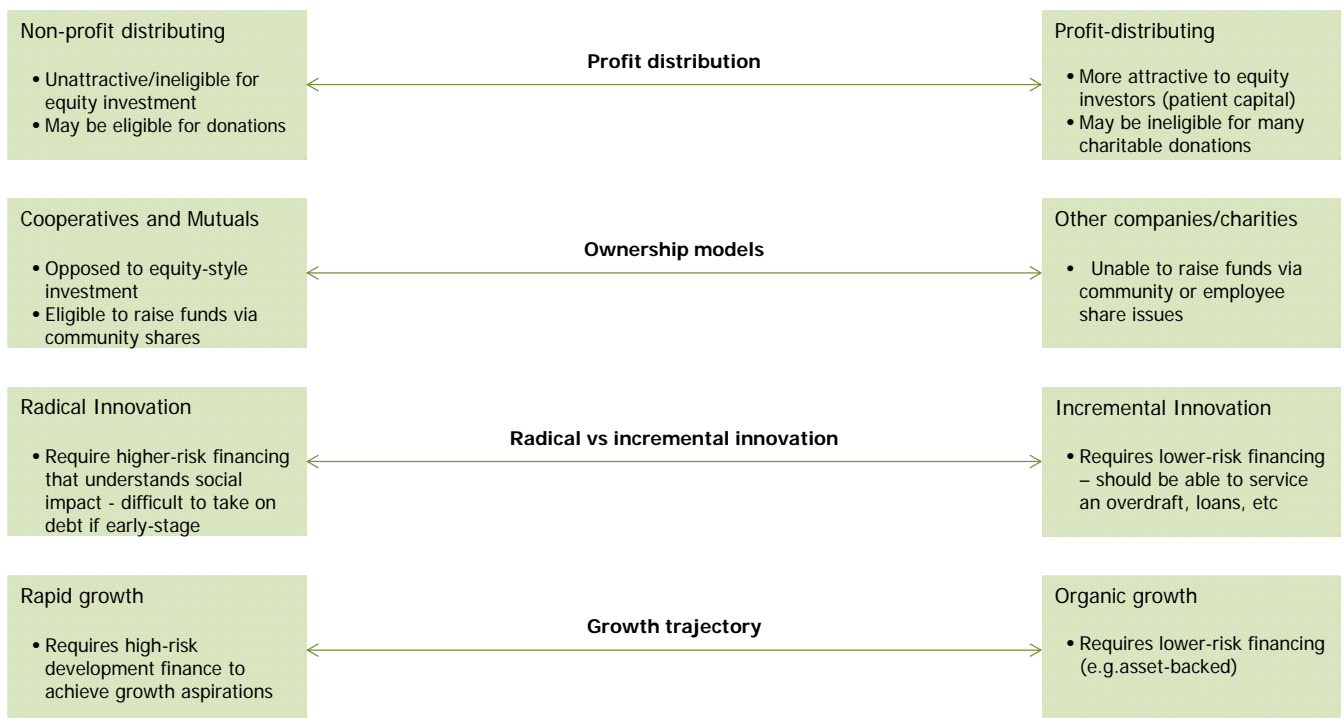 Non-profit distributing
• Unattractive/ineligible for
equity investment
• May be eligible for donations
Profit distribution
Profit-distributing
• More attractive to equity
investors (patient capital)
• May be ineligible for many
charitable donations
Cooperatives and Mutuals
• Opposed to equity-style
investment
• Eligible to raise funds via
community shares
Ownership models
Other companies/charities
• Unable to raise funds via
community or employee
share issues
Radical Innovation
• Require higher-risk financing
that understands social
impact - difficult to take on
debt if early-stage
Radical vs incremental innovation
Incremental Innovation
• Requires lower-risk financing
– should be able to service
an overdraft, loans, etc
Rapid growth
• Requires high-risk
development finance to
achieve growth aspirations
Growth trajectory
Organic growth
• Requires lower-risk financing
(e.g.asset-backed)